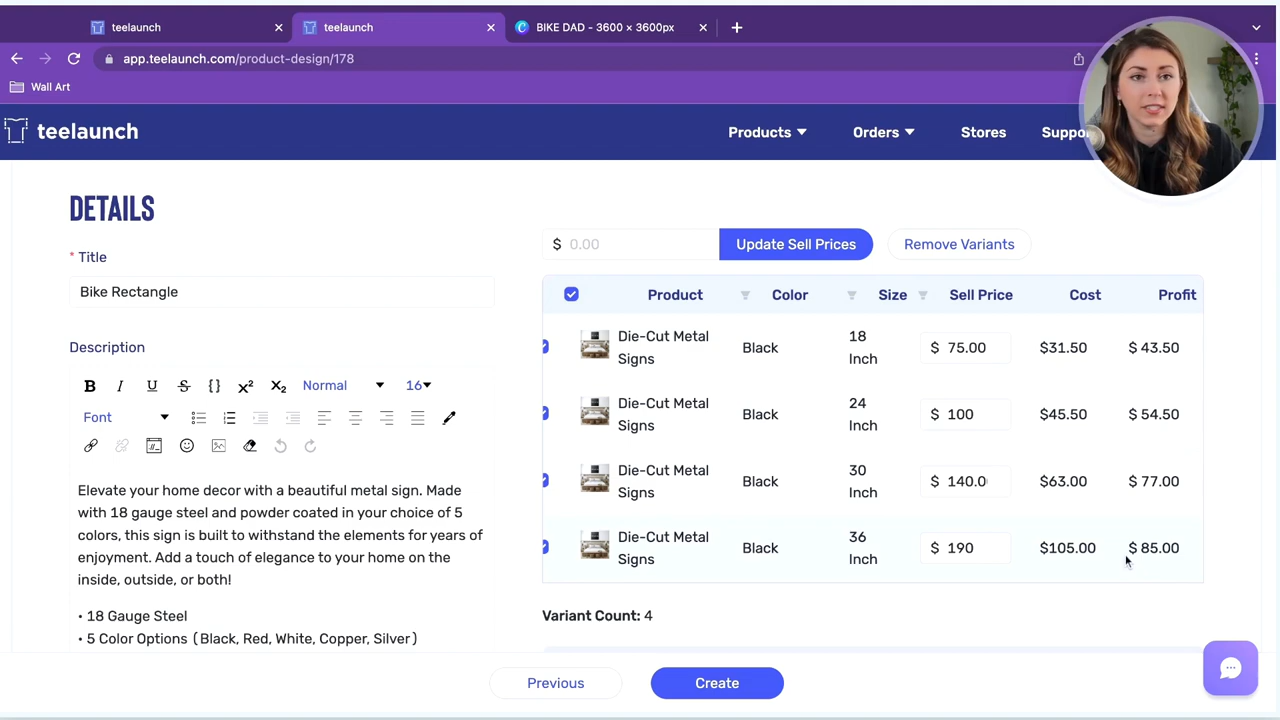 teelaunch
teelaunch
BIKE DAD - 3600 × 3600px
app.teelaunch.com/product-design/178
Wall Art
teelaunch
Products
Orders
Stores
Suppo
DETAILS
* Title
Bike Rectangle
Description
B I U S {} X² X₂ Normal 16
Font
Elevate your home decor with a beautiful metal sign. Made
with 18 gauge steel and powder coated in your choice of 5
colors, this sign is built to withstand the elements for years of
enjoyment. Add a touch of elegance to your home on the
inside, outside, or both!
• 18 Gauge Steel
• 5 Color Options (Black, Red, White, Copper, Silver)
$ 0.00
Update Sell Prices
Remove Variants
Product Color Size Sell Price Cost Profit
Die-Cut Metal Signs Black 18 Inch $ 75.00 $31.50 $ 43.50
Die-Cut Metal Signs Black 24 Inch $ 100 $45.50 $ 54.50
Die-Cut Metal Signs Black 30 Inch $ 140.0 $63.00 $ 77.00
Die-Cut Metal Signs Black 36 Inch $ 190 $105.00 $ 85.00
Variant Count: 4
Previous
Create